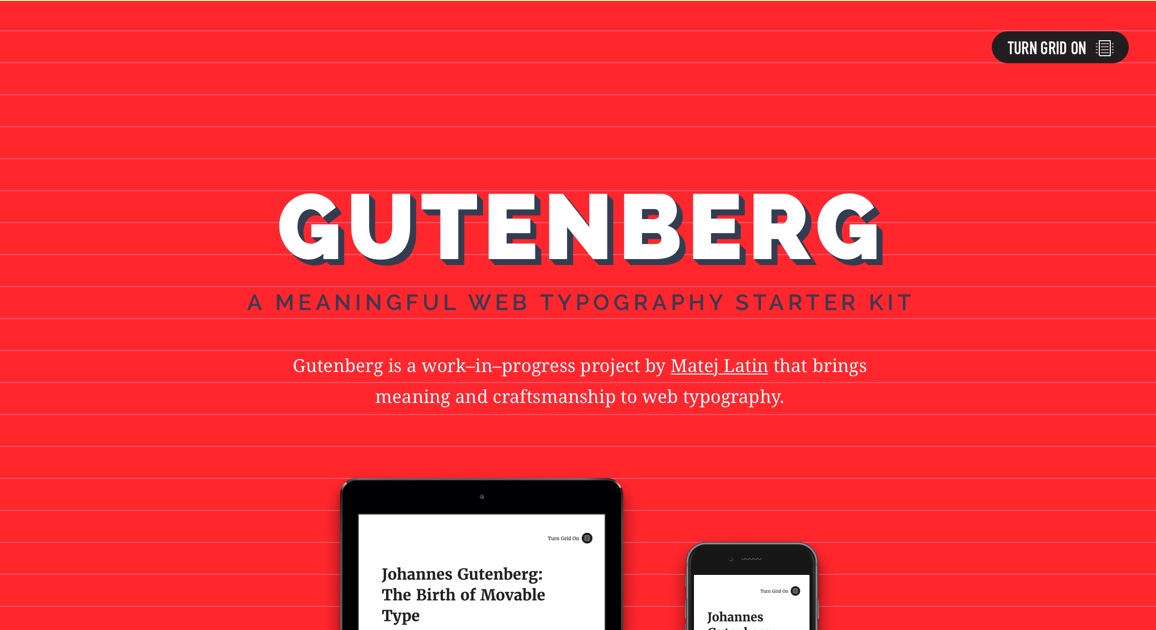 TURN GRID ON
GUTENBERG
A MEANINGFUL WEB TYPOGRAPHY STARTER KIT
Gutenberg is a work–in–progress project by Matej Latin that brings
meaning and craftsmanship to web typography.
Turn Grid On
Johannes Gutenberg:
The Birth of Movable
Type
Turn Grid On
Johannes